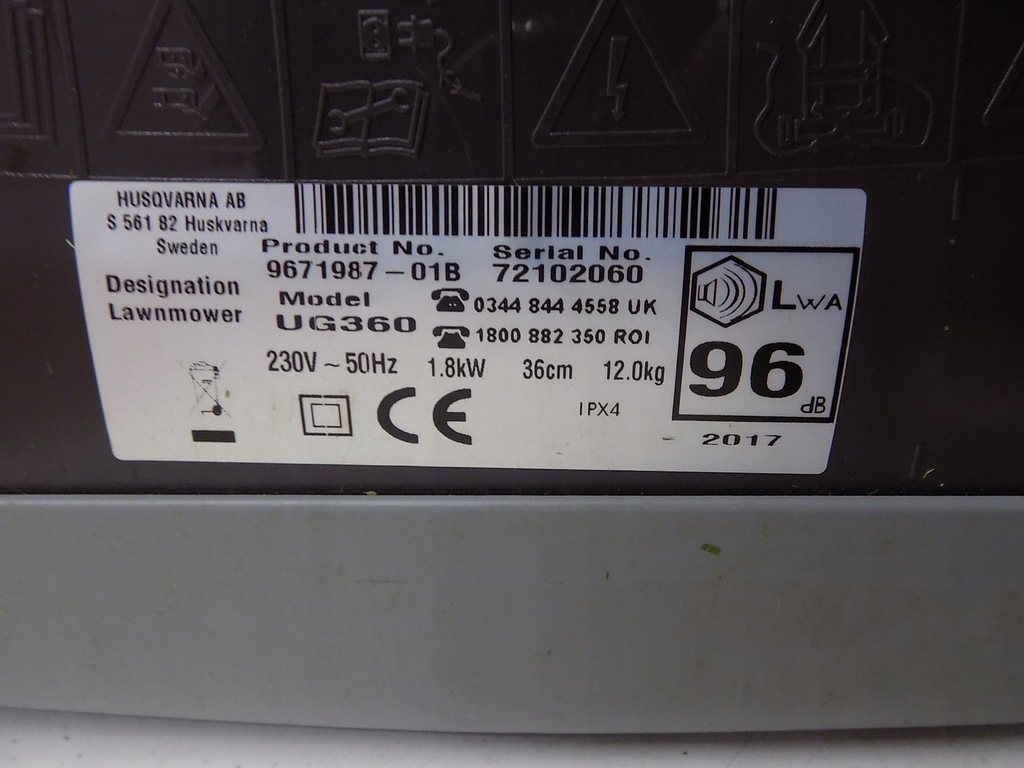 HUSQVARNA AB
S 561 82 Huskvarna
Sweden
Designation
Lawnmower
Product No. Serial No.
9671987-01B 72102060
Model
UG360
0344 844 4558 UK
1800 882 350 ROI
230V ~ 50Hz 1.8kW 36cm 12.0kg
IPX4
CE
LWA
96
dB
2017